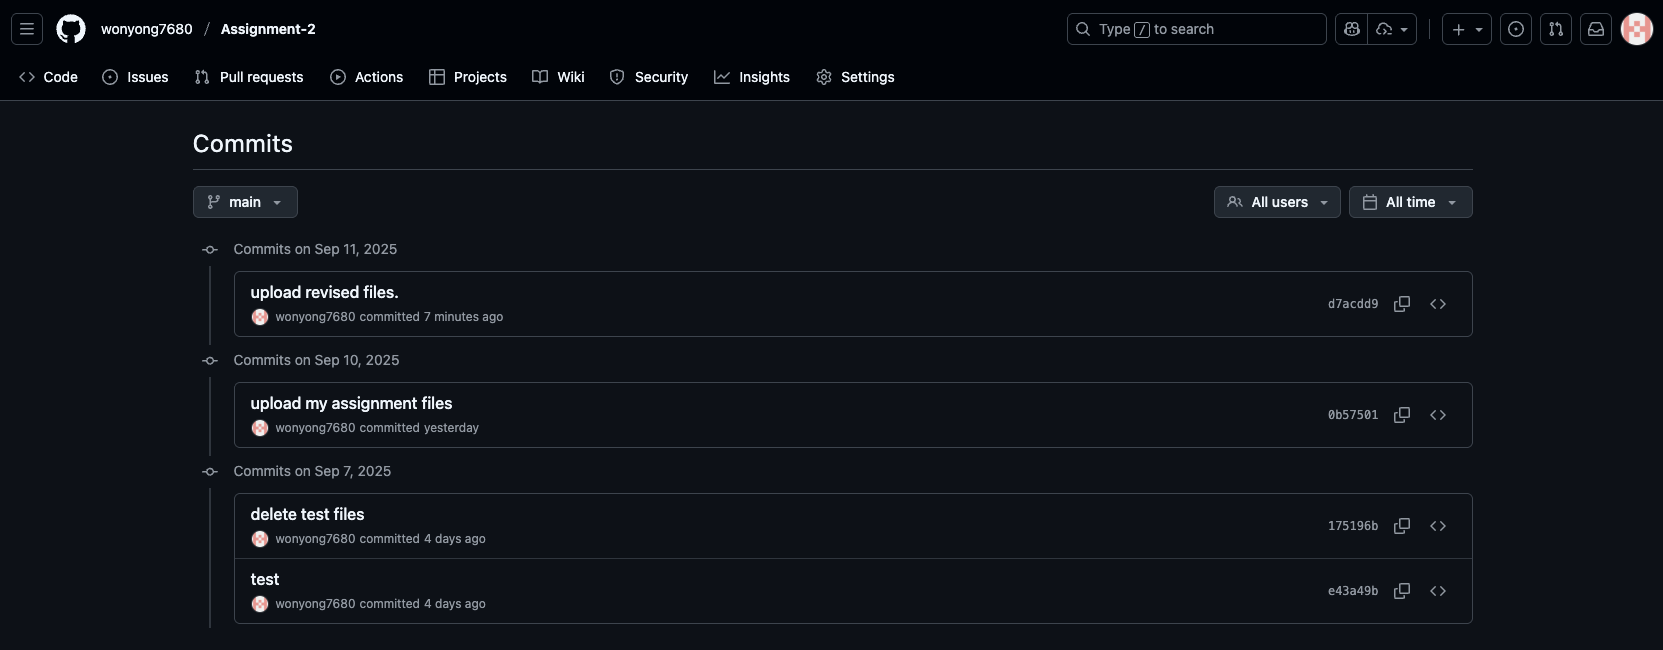 wonyong7680 / Assignment-2
Type / to search
Code Issues Pull requests Actions Projects Wiki Security Insights Settings
Commits
main
All users All time
Commits on Sep 11, 2025
upload revised files.
d7acdd9
wonyong7680 committed 7 minutes ago
Commits on Sep 10, 2025
upload my assignment files
0b57501
wonyong7680 committed yesterday
Commits on Sep 7, 2025
delete test files
175196b
wonyong7680 committed 4 days ago
test
e43a49b
wonyong7680 committed 4 days ago